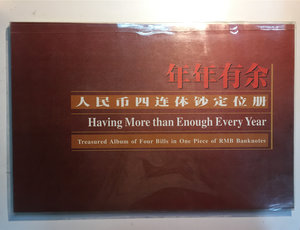 年年有余
人民币四连体钞定位册
Having More than Enough Every Year
Treasured Album of Four Bills in One Piece of RMB Banknotes